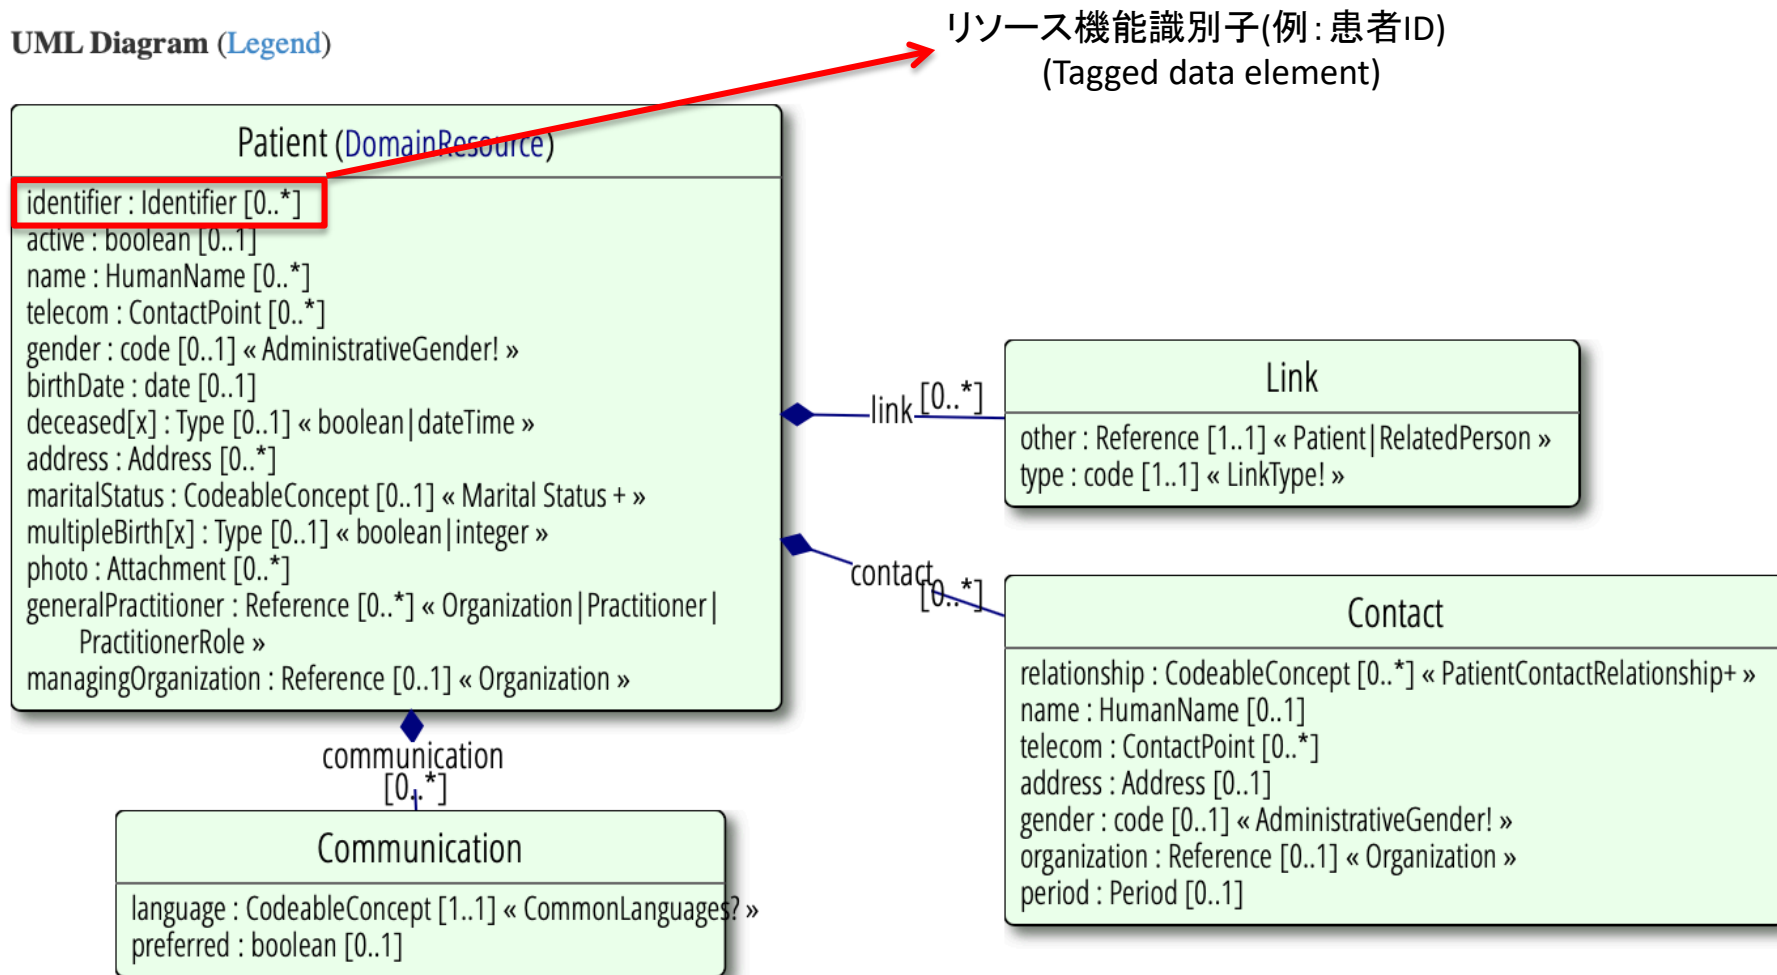 UML Diagram (Legend)
リソース機能識別子(例：患者ID)
(Tagged data element)
Patient (DomainResource)
identifier : Identifier [0..*]
active : boolean [0..1]
name : HumanName [0..*]
telecom : ContactPoint [0..*]
gender : code [0..1] « AdministrativeGender! »
birthDate : date [0..1]
deceased[x] : Type [0..1] « boolean|dateTime »
address : Address [0..*]
maritalStatus : CodeableConcept [0..1] « Marital Status + »
multipleBirth[x] : Type [0..1] « boolean|integer »
photo : Attachment [0..*]
generalPractitioner : Reference [0..*] « Organization|Practitioner|
PractitionerRole »
managingOrganization : Reference [0..1] « Organization »
link [0..*]
Link
other : Reference [1..1] « Patient|RelatedPerson »
type : code [1..1] « LinkType! »
contact
[0..*]
Contact
relationship : CodeableConcept [0..*] « PatientContactRelationship+ »
name : HumanName [0..1]
telecom : ContactPoint [0..*]
address : Address [0..1]
gender : code [0..1] « AdministrativeGender! »
organization : Reference [0..1] « Organization »
period : Period [0..1]
communication
[0..*]
Communication
language : CodeableConcept [1..1] « CommonLanguages? »
preferred : boolean [0..1]